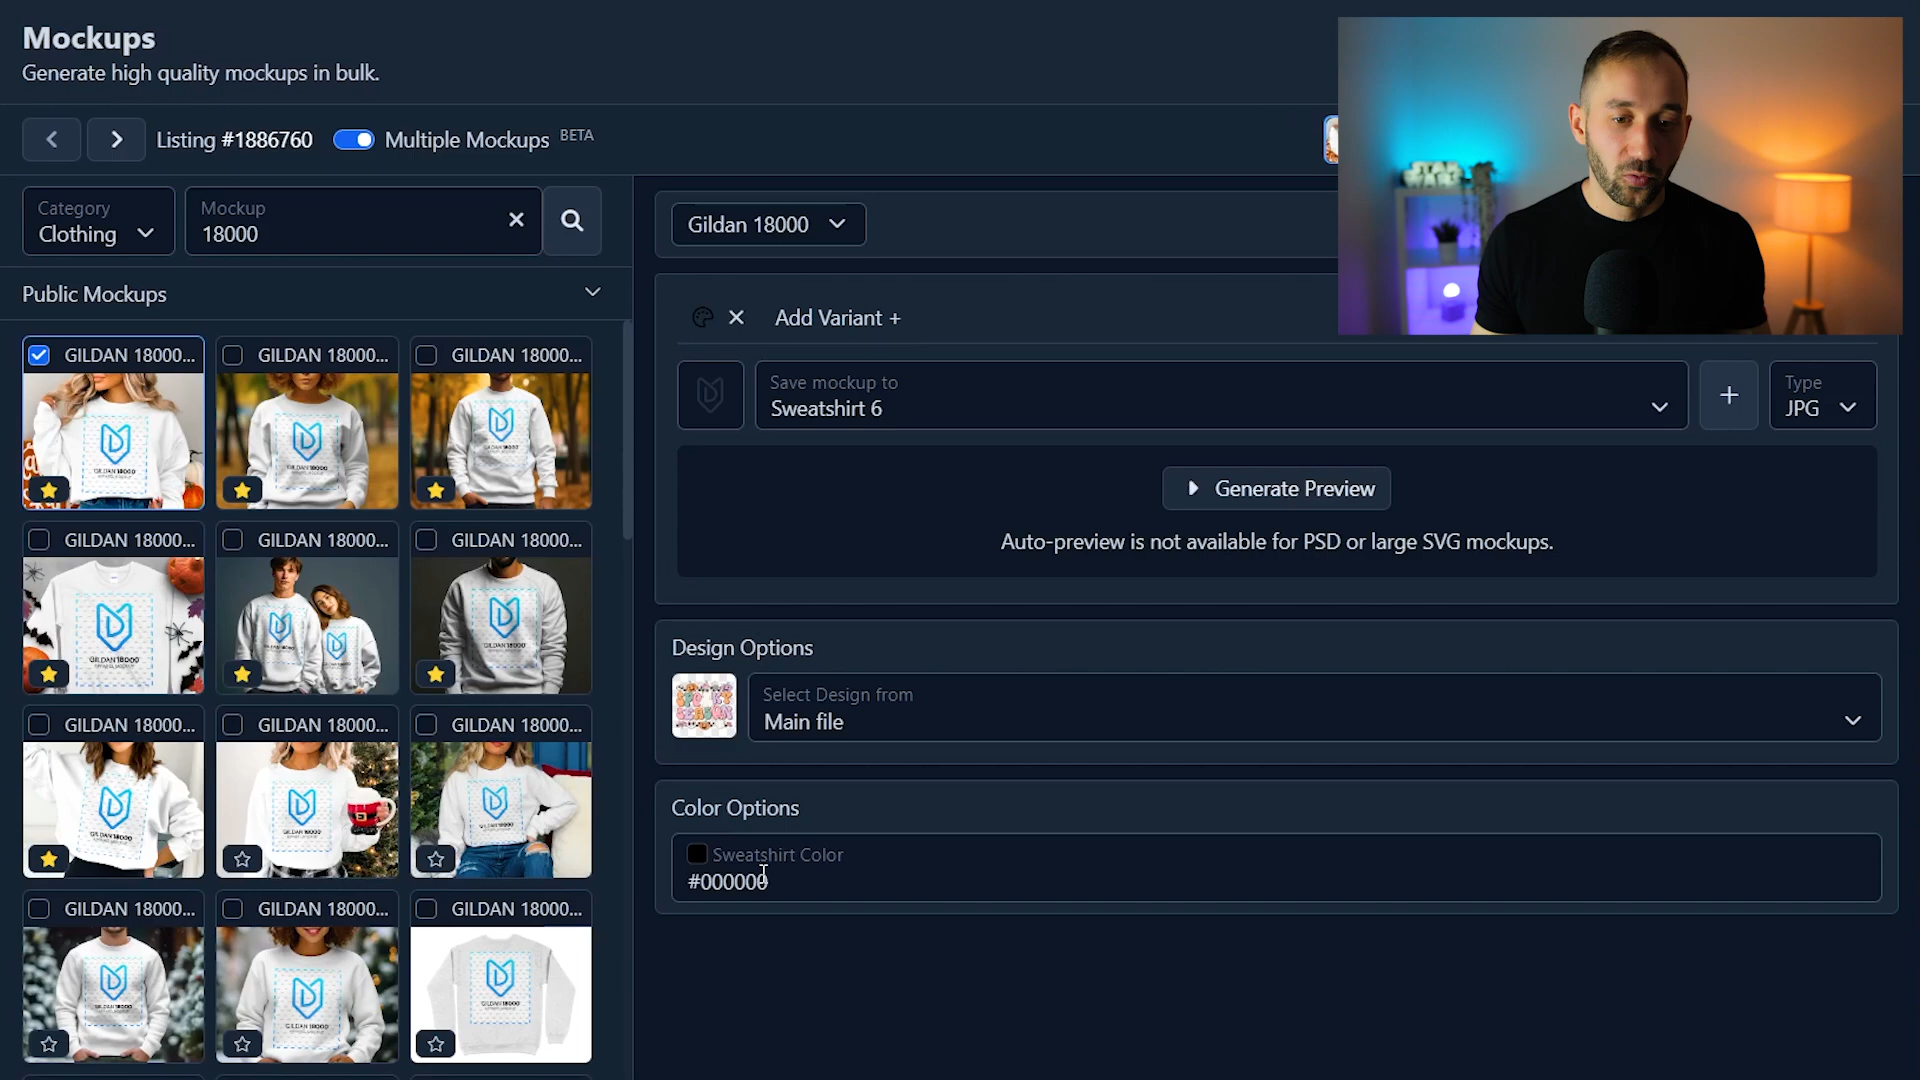 Mockups
Generate high quality mockups in bulk.
Listing #1886760
Multiple Mockups BETA
Category
Clothing
Mockup
18000
Public Mockups
GILDAN 18000...
GILDAN 18000...
GILDAN 18000...
GILDAN 18000...
GILDAN 18000...
GILDAN 18000...
GILDAN 18000...
GILDAN 18000...
GILDAN 18000...
GILDAN 18000...
GILDAN 18000...
GILDAN 18000...
Gildan 18000
Add Variant +
Save mockup to
Sweatshirt 6
Type
JPG
Generate Preview
Auto-preview is not available for PSD or large SVG mockups.
Design Options
Select Design from
Main file
Color Options
Sweatshirt Color
#000000